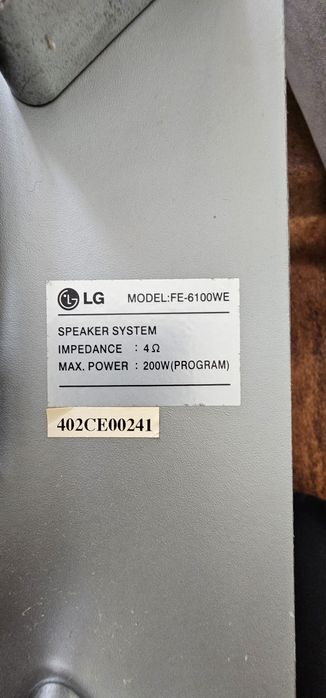 LG MODEL:FE-6100WE
SPEAKER SYSTEM
IMPEDANCE : 4Ω
MAX. POWER : 200W(PROGRAM)
402CE00241